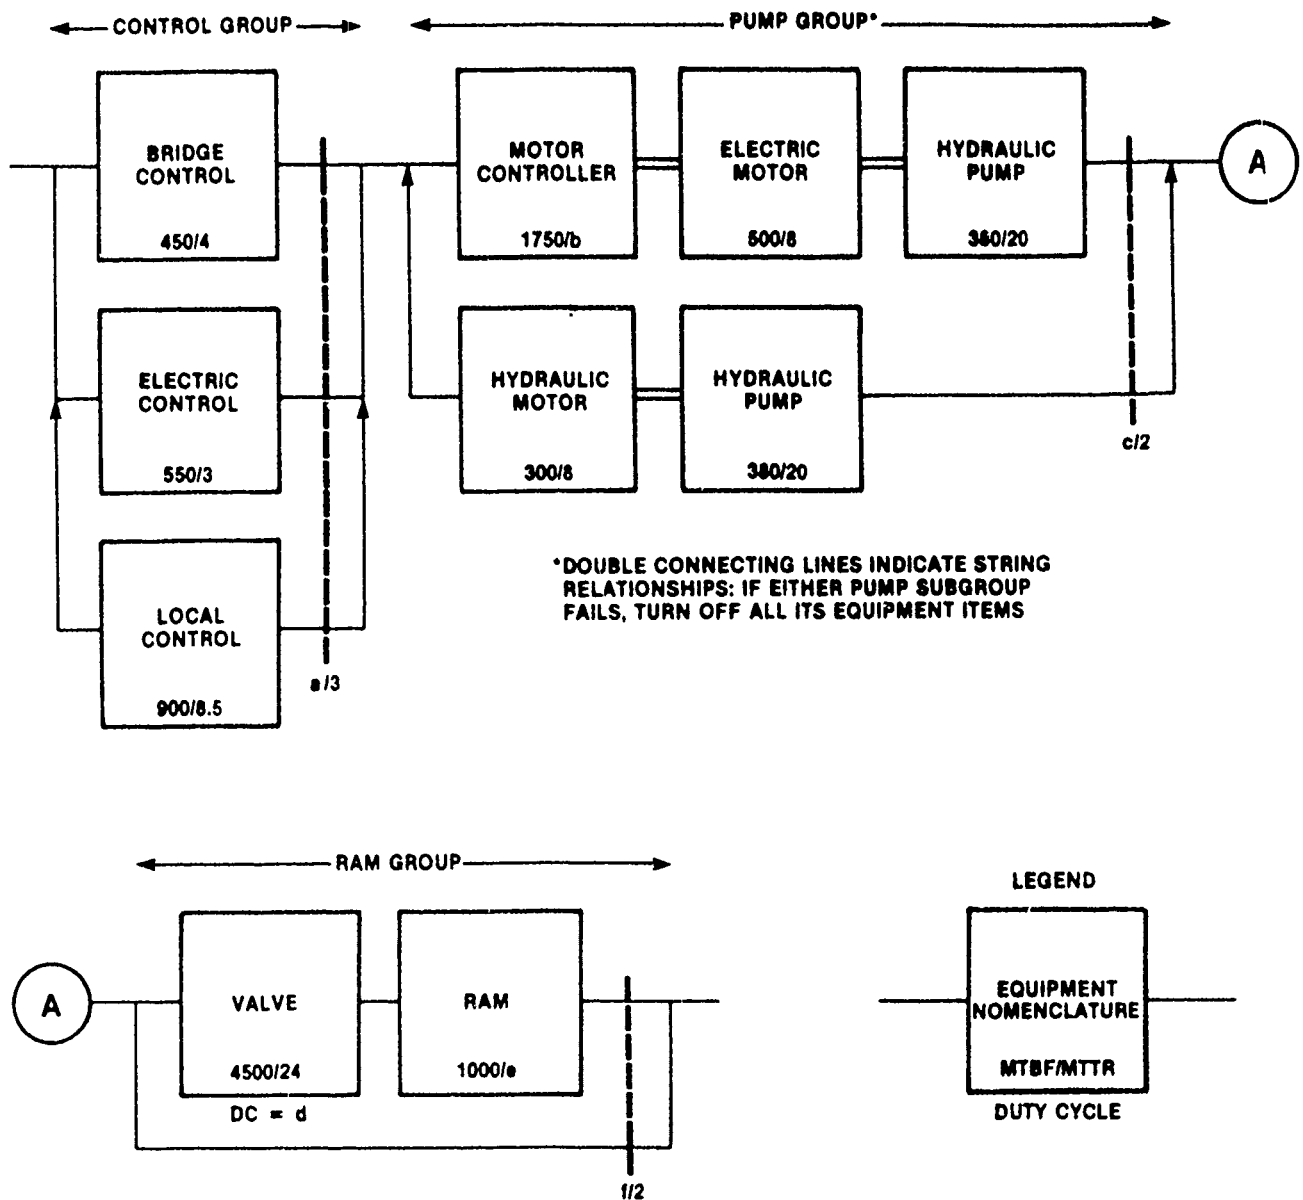 CONTROL GROUP
PUMP GROUP*
BRIDGE
CONTROL
450/4
MOTOR
CONTROLLER
1750/b
ELECTRIC
MOTOR
500/8
HYDRAULIC
PUMP
380/20
A
ELECTRIC
CONTROL
550/3
HYDRAULIC
MOTOR
300/8
HYDRAULIC
PUMP
380/20
c/2
LOCAL
CONTROL
900/8.5
a/3
*DOUBLE CONNECTING LINES INDICATE STRING
RELATIONSHIPS: IF EITHER PUMP SUBGROUP
FAILS, TURN OFF ALL ITS EQUIPMENT ITEMS
RAM GROUP
A
VALVE
4500/24
DC = d
RAM
1000/e
f/2
LEGEND
EQUIPMENT
NOMENCLATURE
MTBF/MTTR
DUTY CYCLE